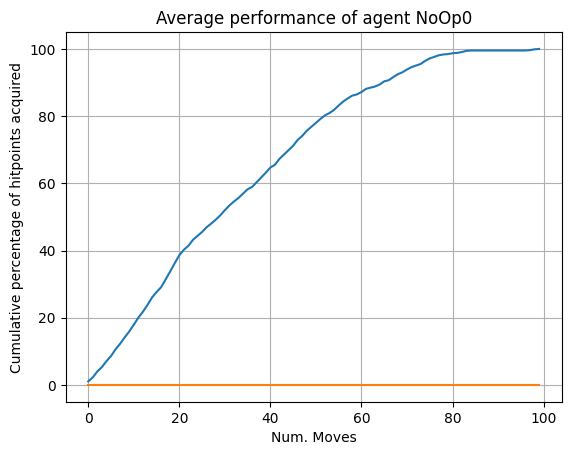 Average performance of agent NoOp0
Cumulative percentage of hitpoints acquired
100
80
60
40
20
0
0 20 40 60 80 100
Num. Moves